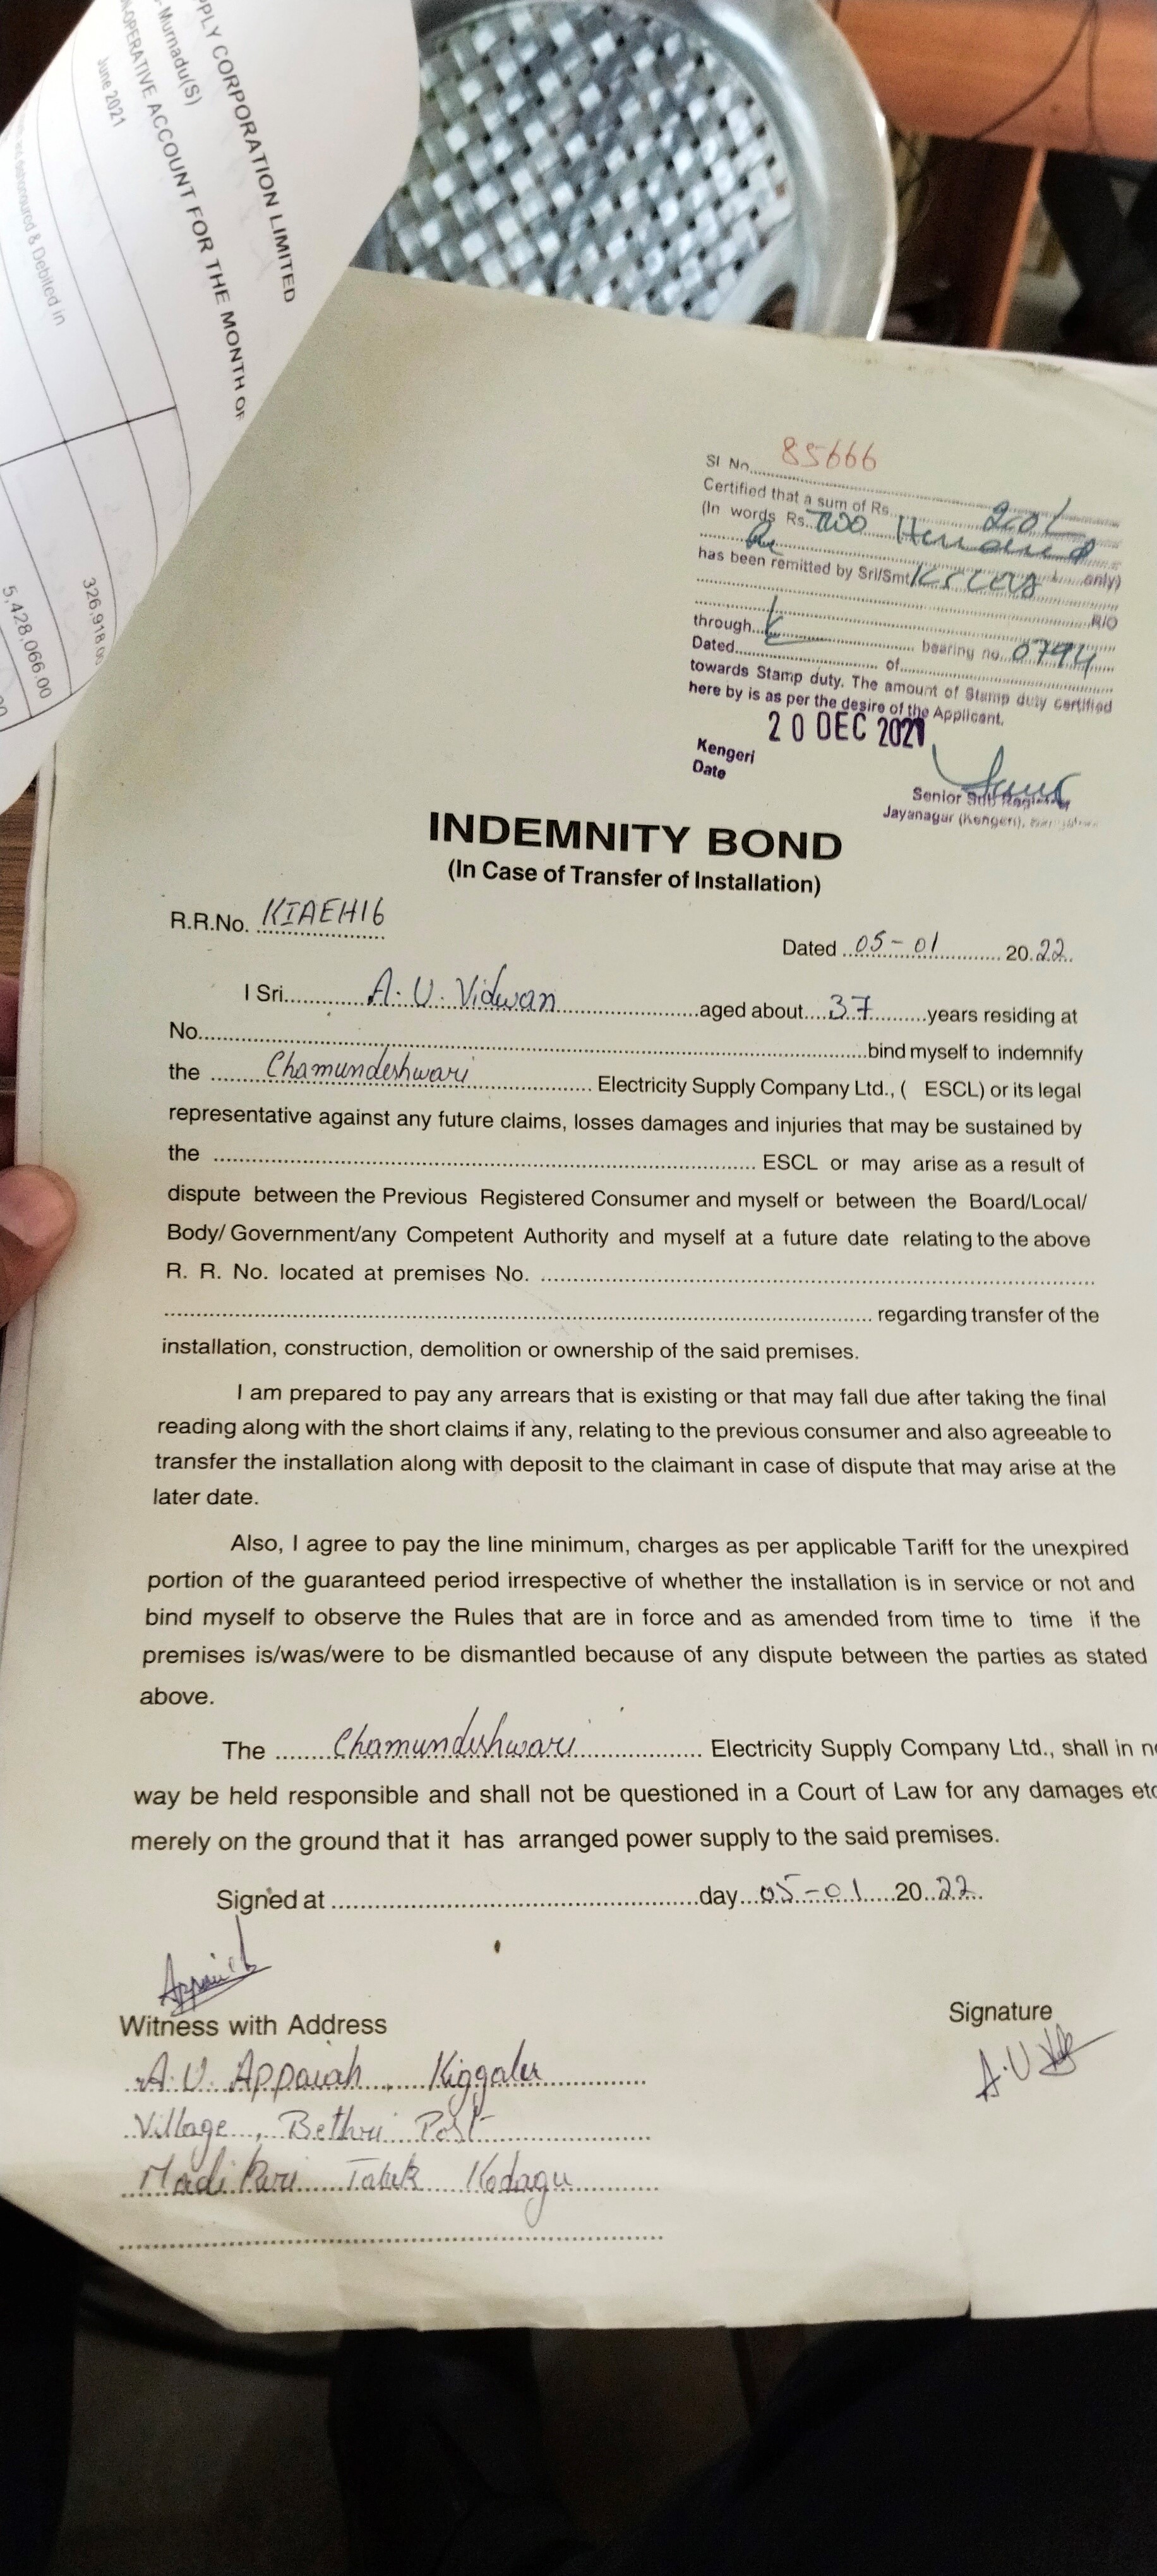 PPLY CORPORATION LIMITED
- Murnadu(S)
-OPERATIVE ACCOUNT FOR THE MONTH OF
June 2021
dishonoured & Debited in
326,918.00
5,428,066.00
Sl No. 85666
Certified that a sum of Rs. 
(In words Rs. Two Hundred
only)
has been remitted by Sri/Smt
R/O
through bearing no. 0794
Dated of
towards Stamp duty. The amount of Stamp duty certified
here by is as per the desire of the Applicant.
20 DEC 2021
Kengeri
Date
Senior Sub Registrar
Jayanagar (Kengeri),
INDEMNITY BOND
(In Case of Transfer of Installation)
R.R.No. KIAEH16
Dated 05-01 20.22
I Sri. A.U. Vidwan aged about 37 years residing at
No. bind myself to indemnify
the Chamundeshwari Electricity Supply Company Ltd., ( ESCL) or its legal
representative against any future claims, losses damages and injuries that may be sustained by
the ESCL or may arise as a result of
dispute between the Previous Registered Consumer and myself or between the Board/Local/
Body/ Government/any Competent Authority and myself at a future date relating to the above
R. R. No. located at premises No.
regarding transfer of the
installation, construction, demolition or ownership of the said premises.
I am prepared to pay any arrears that is existing or that may fall due after taking the final
reading along with the short claims if any, relating to the previous consumer and also agreeable to
transfer the installation along with deposit to the claimant in case of dispute that may arise at the
later date.
Also, I agree to pay the line minimum, charges as per applicable Tariff for the unexpired
portion of the guaranteed period irrespective of whether the installation is in service or not and
bind myself to observe the Rules that are in force and as amended from time to time if the
premises is/was/were to be dismantled because of any dispute between the parties as stated
above.
The Chamundeshwari Electricity Supply Company Ltd., shall in no
way be held responsible and shall not be questioned in a Court of Law for any damages etc
merely on the ground that it has arranged power supply to the said premises.
Signed at day 05-01 20.22
Witness with Address
Signature
A.U. Appaiah, Kiggalu
Village, Bethri Post
Madikeri Taluk Kodagu